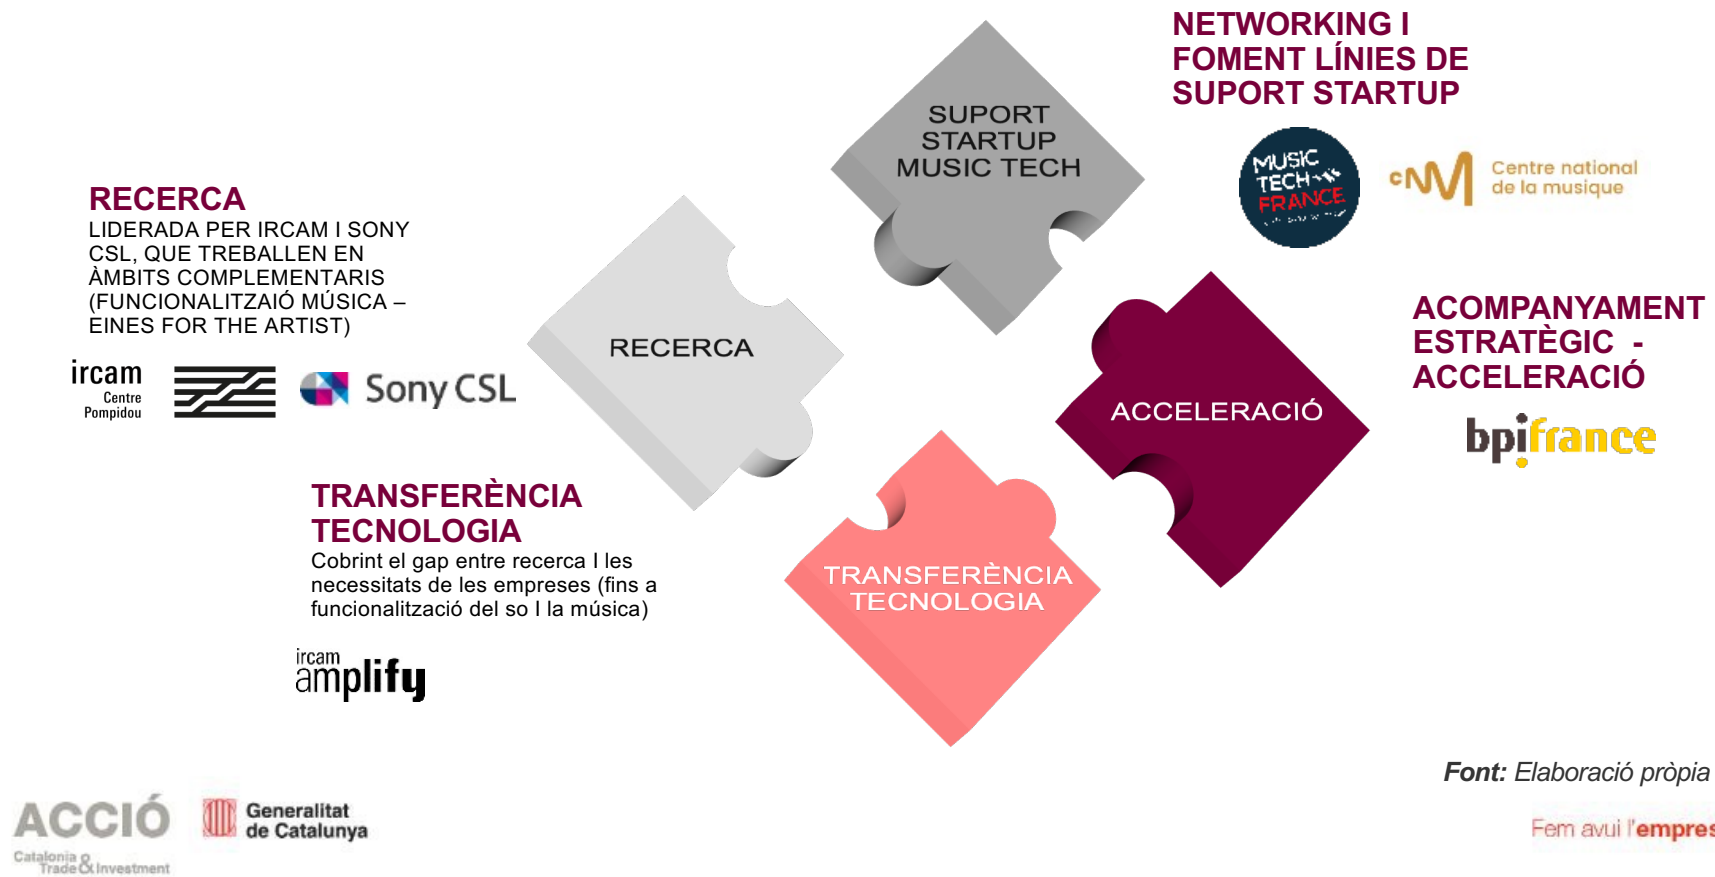 NETWORKING I
FOMENT LÍNIES DE
SUPORT STARTUP
MUSIC
TECH
FRANCE
cNM
Centre national
de la musique
SUPORT
STARTUP
MUSIC TECH
RECERCA
LIDERADA PER IRCAM I SONY
CSL, QUE TREBALLEN EN
ÀMBITS COMPLEMENTARIS
(FUNCIONALITZAIÓ MÚSICA –
EINES FOR THE ARTIST)
ircam
Centre
Pompidou
Sony CSL
RECERCA
ACOMPANYAMENT
ESTRATÈGIC -
ACCELERACIÓ
bpifrance
ACCELERACIÓ
TRANSFERÈNCIA
TECNOLOGIA
Cobrint el gap entre recerca I les
necessitats de les empreses (fins a
funcionalització del so I la música)
ircam
amplify
TRANSFERÈNCIA
TECNOLOGIA
Font: Elaboració pròpia
ACCIÓ
Catalonia
Trade & Investment
Generalitat
de Catalunya
Fem avui l'empres